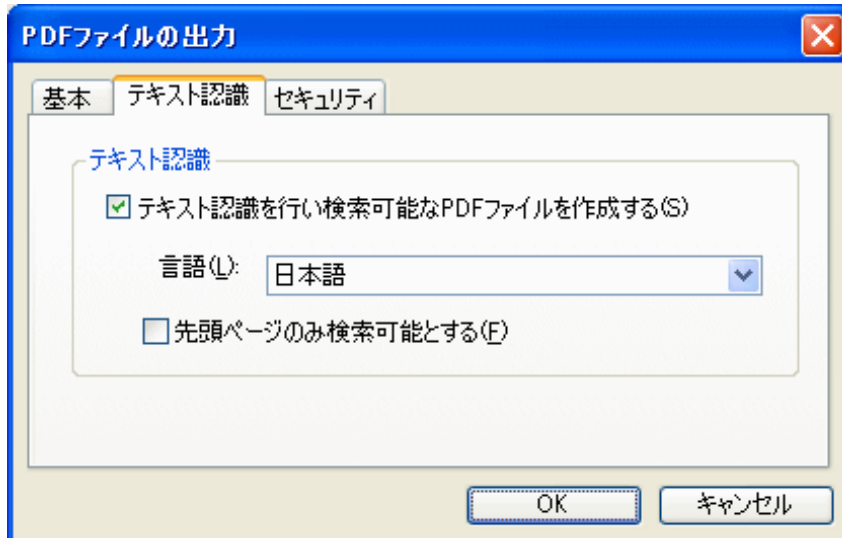 PDFファイルの出力
基本 テキスト認識 セキュリティ
テキスト認識
テキスト認識を行い検索可能なPDFファイルを作成する(S)
言語(L): 日本語
先頭ページのみ検索可能とする(F)
OK キャンセル